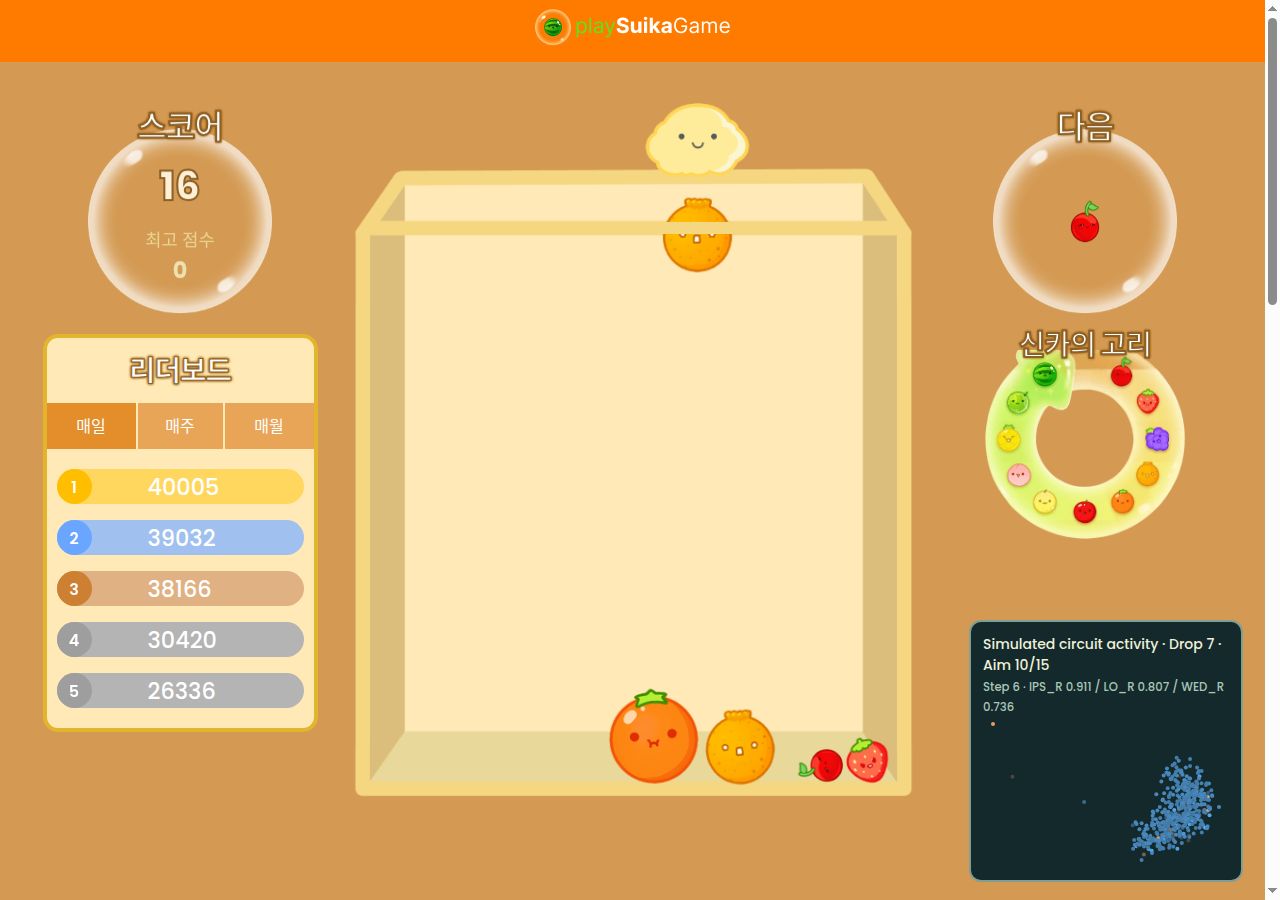 playSuikaGame
스코어
16
최고 점수
0
다음
신카의 고리
리더보드
매일 매주 매월
1 40005
2 39032
3 38166
4 30420
5 26336
Simulated circuit activity · Drop 7 ·
Aim 10/15
Step 6 · IPS_R 0.911 / LO_R 0.807 / WED_R
0.736